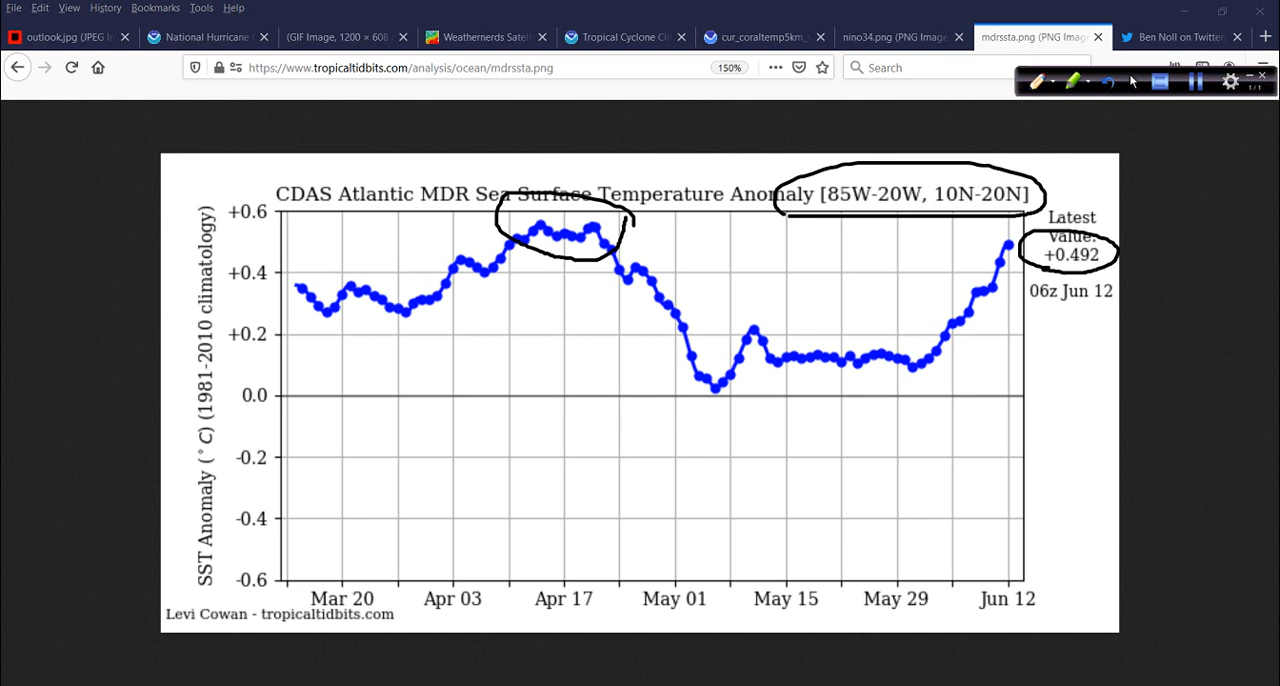 File Edit View History Bookmarks Tools Help
outlook.jpg (JPEG I
National Hurricane
(GIF Image, 1200 × 608
Weathernerds Satel
Tropical Cyclone Cli
cur_coraltemp5km_
nino34.png (PNG Image
mdrssta.png (PNG Imag
Ben Noll on Twitter
https://www.tropicaltidbits.com/analysis/ocean/mdrssta.png
150%
Search
1/1
CDAS Atlantic MDR Sea Surface Temperature Anomaly [85W-20W, 10N-20N]
SST Anomaly (°C) (1981-2010 climatology)
+0.6
+0.4
+0.2
0.0
-0.2
-0.4
-0.6
Latest
Value:
+0.492
06z Jun 12
Mar 20 Apr 03 Apr 17 May 01 May 15 May 29 Jun 12
Levi Cowan - tropicaltidbits.com